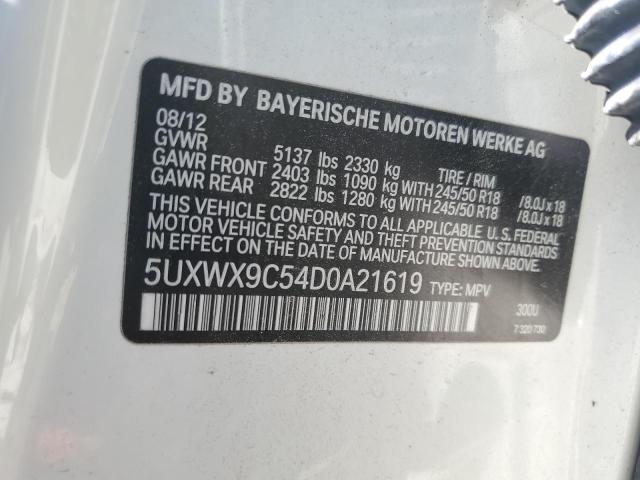 MFD BY BAYERISCHE MOTOREN WERKE AG
08/12
GVWR 5137 lbs 2330 kg TIRE / RIM
GAWR FRONT 2403 lbs 1090 kg WITH 245/50 R18 /8.0J x 18
GAWR REAR 2822 lbs 1280 kg WITH 245/50 R18 /8.0J x 18
THIS VEHICLE CONFORMS TO ALL APPLICABLE U. S. FEDERAL
MOTOR VEHICLE SAFETY AND THEFT PREVENTION STANDARDS
IN EFFECT ON THE DATE OF MANUFACTURE SHOWN ABOVE.
5UXWX9C54D0A21619 TYPE: MPV
300U
7 320 730